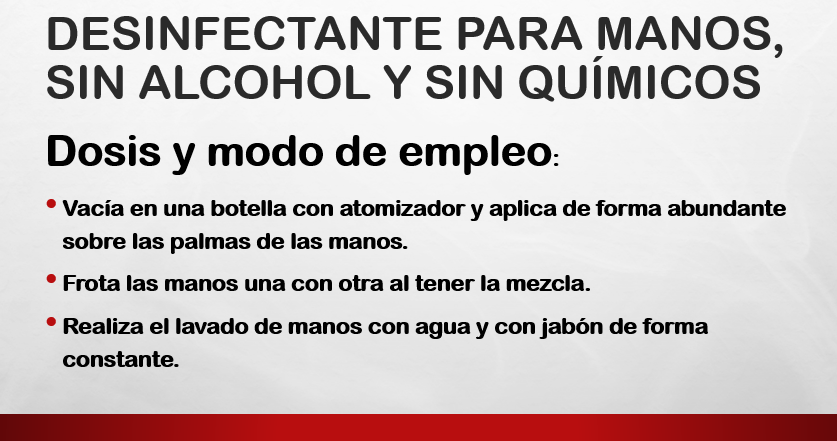 DESINFECTANTE PARA MANOS,
SIN ALCOHOL Y SIN QUÍMICOS
Dosis y modo de empleo:
• Vacía en una botella con atomizador y aplica de forma abundante
sobre las palmas de las manos.
• Frota las manos una con otra al tener la mezcla.
• Realiza el lavado de manos con agua y con jabón de forma
constante.